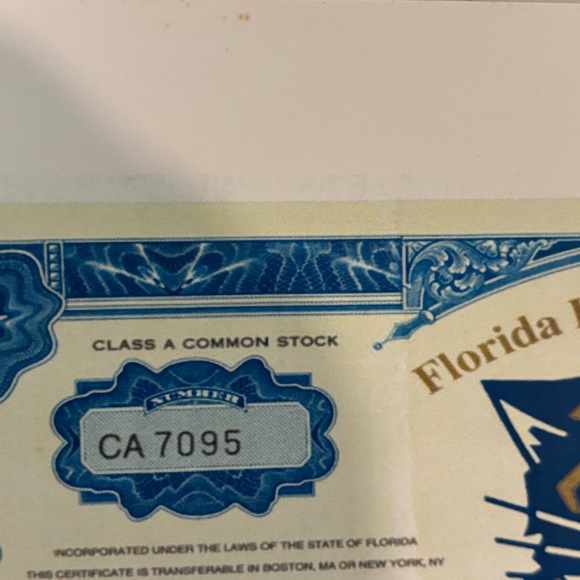 CLASS A COMMON STOCK
Florida
NUMBER
CA 7095
INCORPORATED UNDER THE LAWS OF THE STATE OF FLORIDA
THIS CERTIFICATE IS TRANSFERABLE IN BOSTON, MA OR NEW YORK, NY